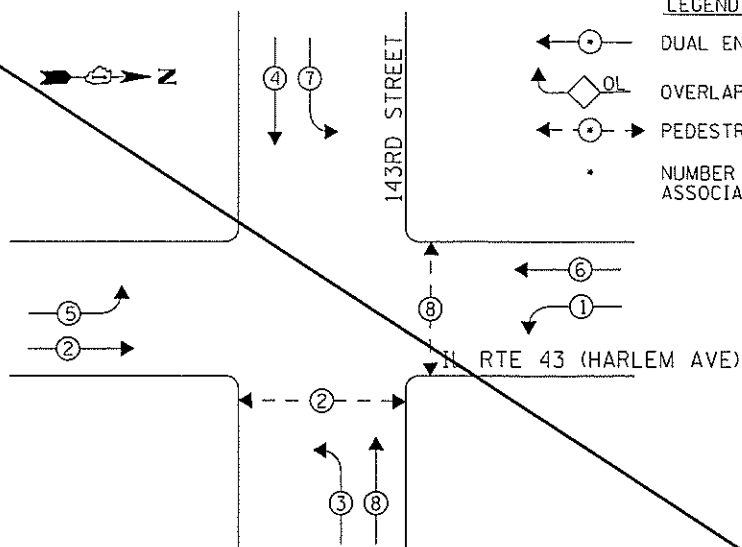 LEGEND
DUAL EN
OVERLAP
PEDESTR
NUMBER
ASSOCIA
OL
N
4
7
143RD STREET
6
1
5
2
8
IL RTE 43 (HARLEM AVE)
2
3
8